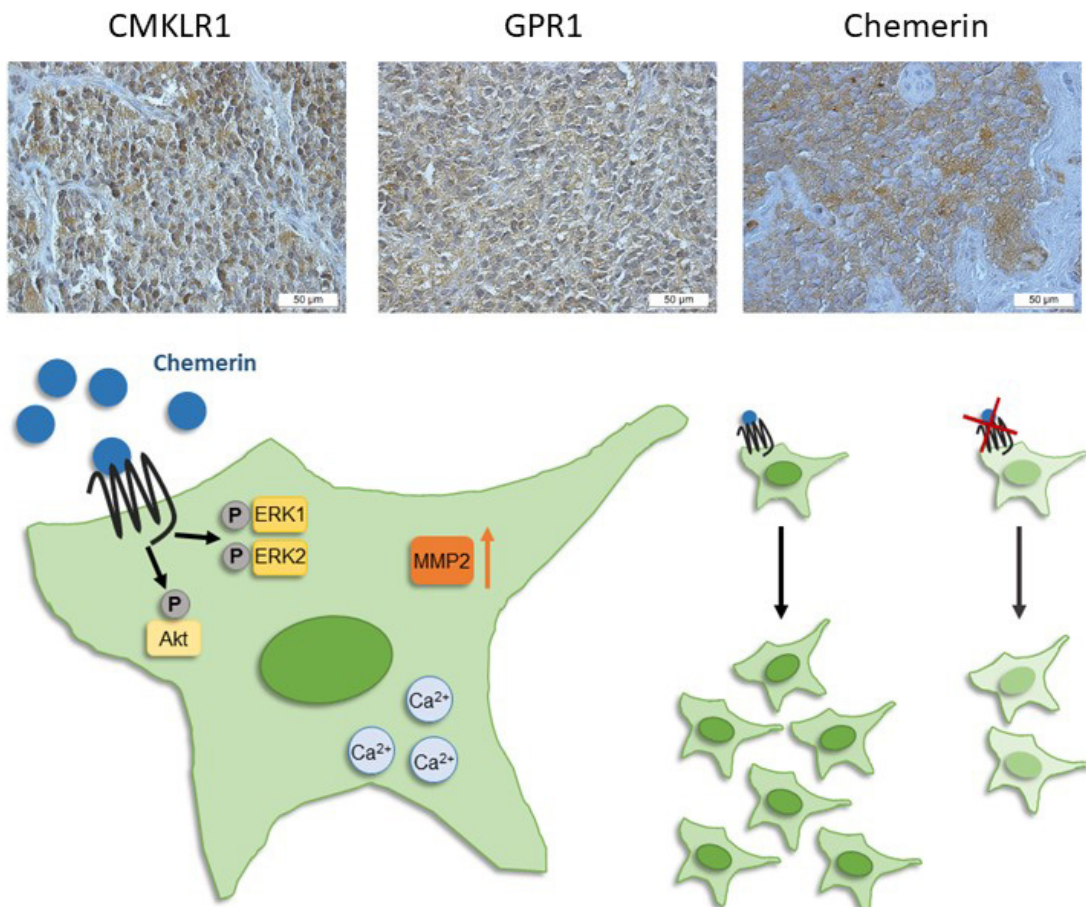 CMKLR1
GPR1
Chemerin
50 µm
50 µm
50 µm
Chemerin
P ERK1
P ERK2
MMP2
P
Akt
Ca²⁺
Ca²⁺
Ca²⁺